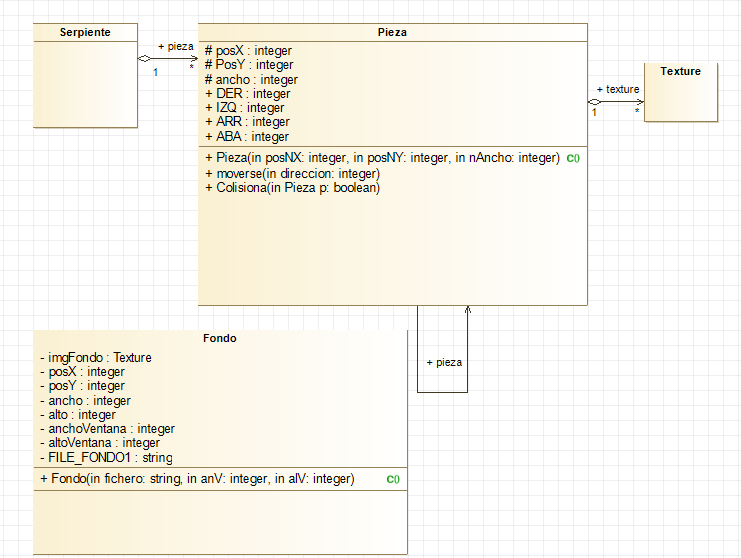 Serpiente
+ pieza
1
*
Pieza
# posX : integer
# PosY : integer
# ancho : integer
+ DER : integer
+ IZQ : integer
+ ARR : integer
+ ABA : integer
+ Pieza(in posNX: integer, in posNY: integer, in nAncho: integer) C()
+ moverse(in direccion: integer)
+ Colisiona(in Pieza p: boolean)
+ texture
1
*
Texture
+ pieza
Fondo
- imgFondo : Texture
- posX : integer
- posY : integer
- ancho : integer
- alto : integer
- anchoVentana : integer
- altoVentana : integer
- FILE_FONDO1 : string
+ Fondo(in fichero: string, in anV: integer, in alV: integer) C()